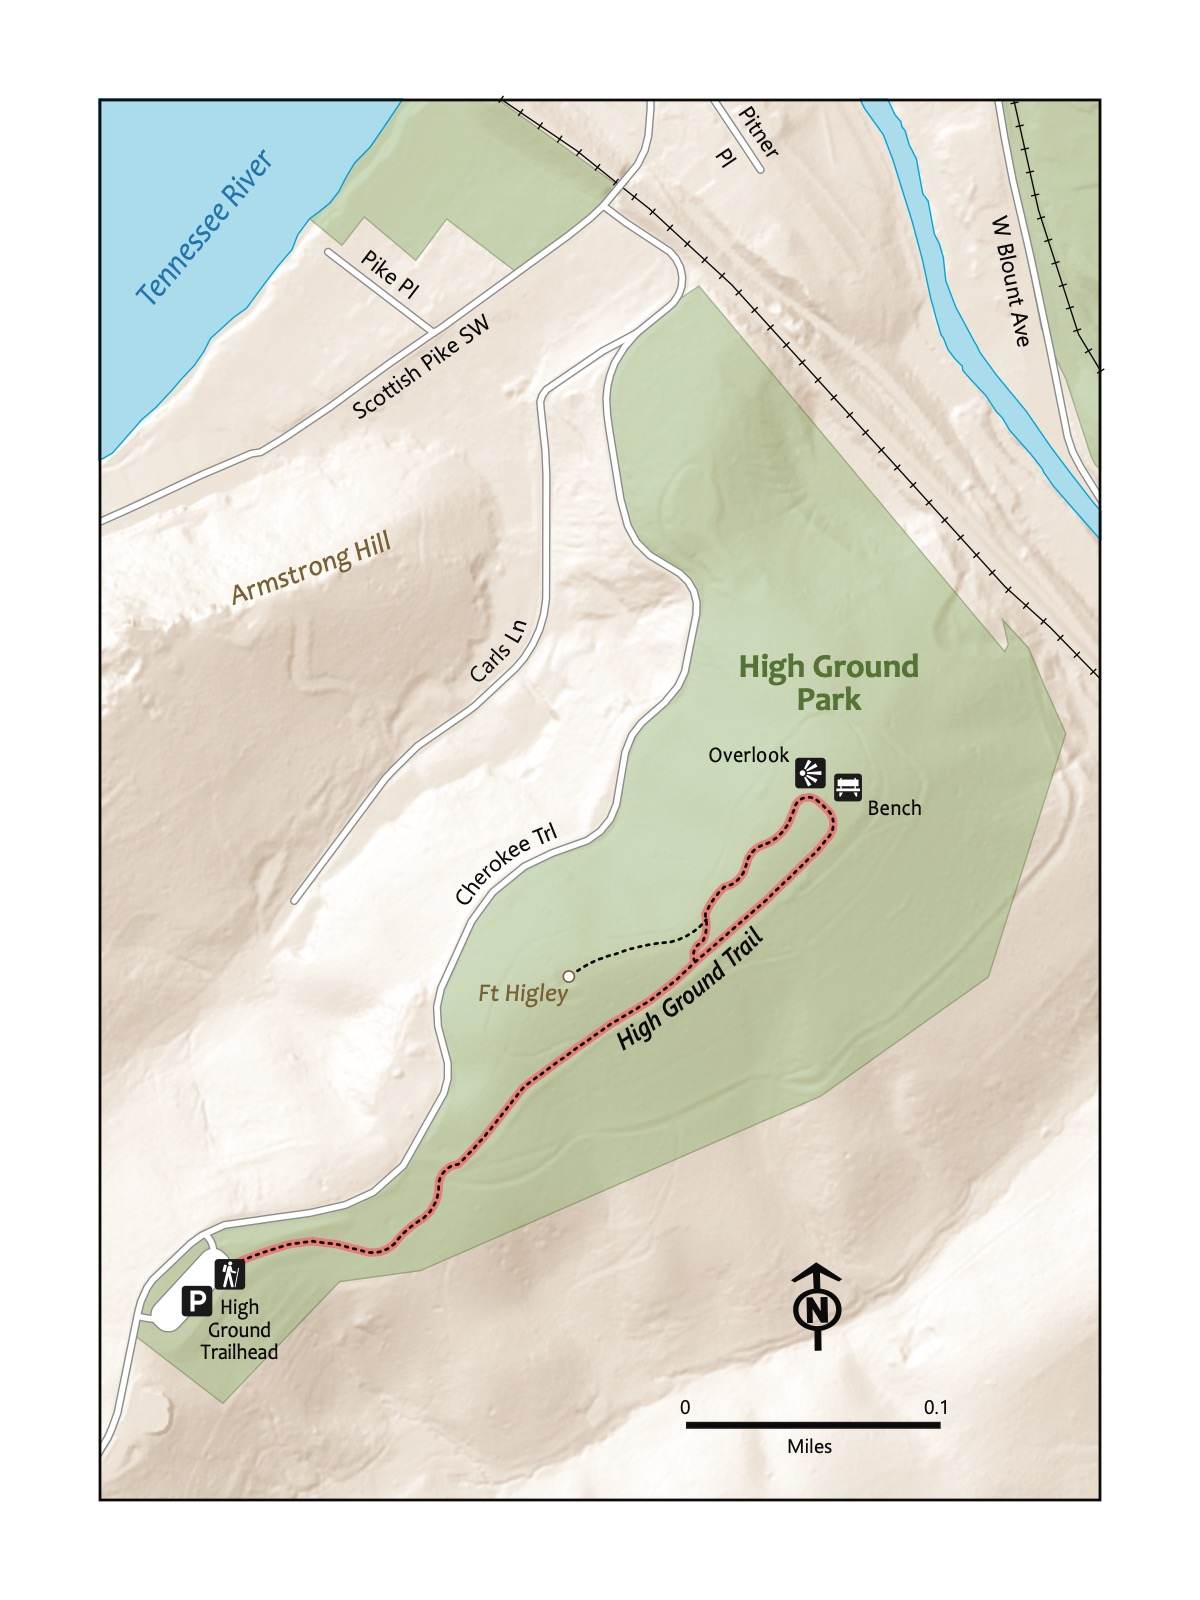 Pitner
Pl
Tennessee River
W Blount Ave
Pike Pl
Scottish Pike SW
Armstrong Hill
Carls Ln
High Ground
Park
Overlook
Bench
Cherokee Trl
High Ground Trail
Ft Higley
P
High
Ground
Trailhead
N
0 0.1
Miles